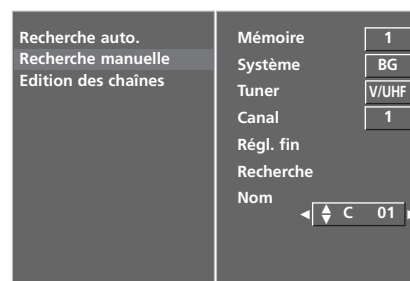 Recherche auto.
Recherche manuelle
Edition des chaînes
Mémoire 1
Système BG
Tuner V/UHF
Canal 1
Régl. fin
Recherche
Nom
C 01